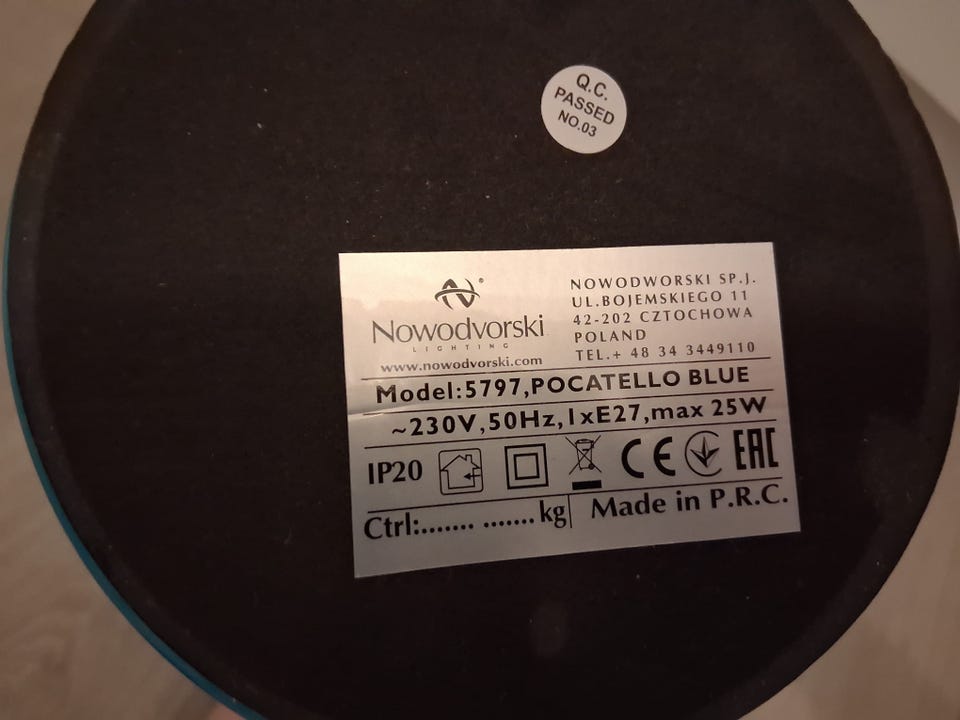 Q.C.
PASSED
NO.03
Nowodvorski
LIGHTING
www.nowodvorski.com
NOWODWORSKI SP.J.
UL.BOJEMSKIEGO 11
42-202 CZTOCHOWA
POLAND
TEL.+ 48 34 3449110
Model:5797,POCATELLO BLUE
~230V,50Hz,1xE27,max 25W
IP20 CE EAC
Ctrl:........ .......kg Made in P.R.C.